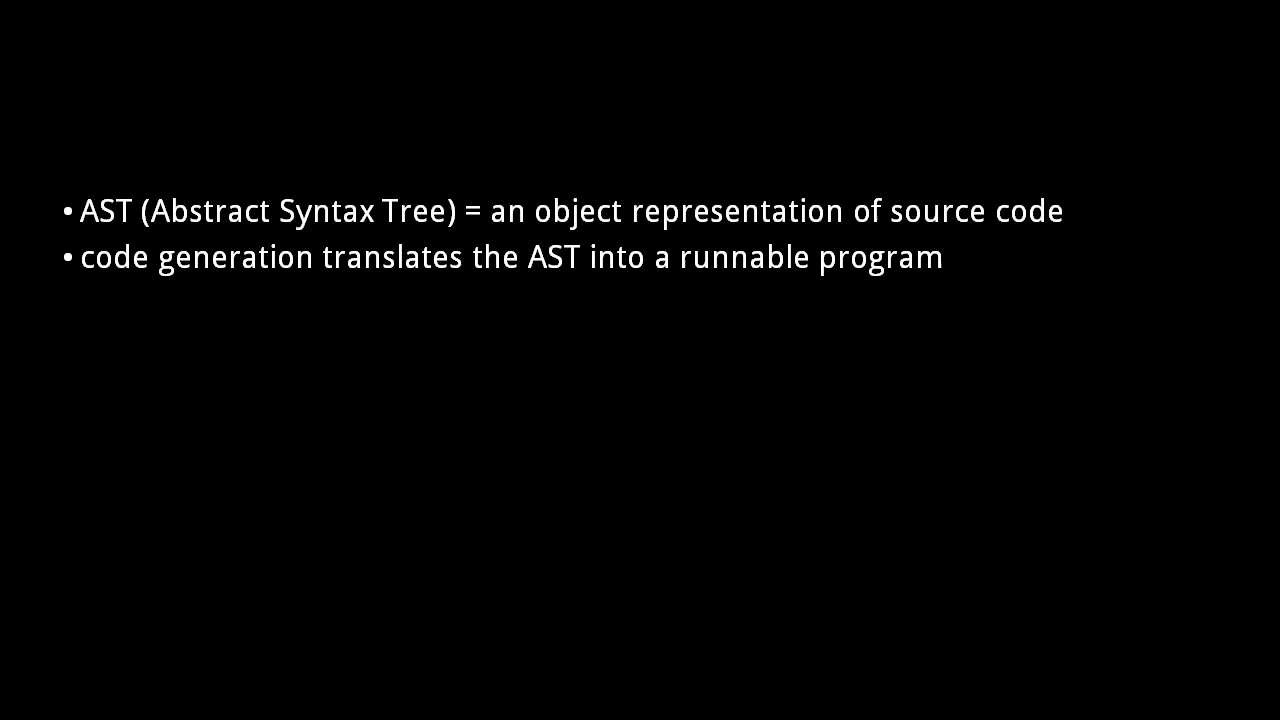 • AST (Abstract Syntax Tree) = an object representation of source code
• code generation translates the AST into a runnable program